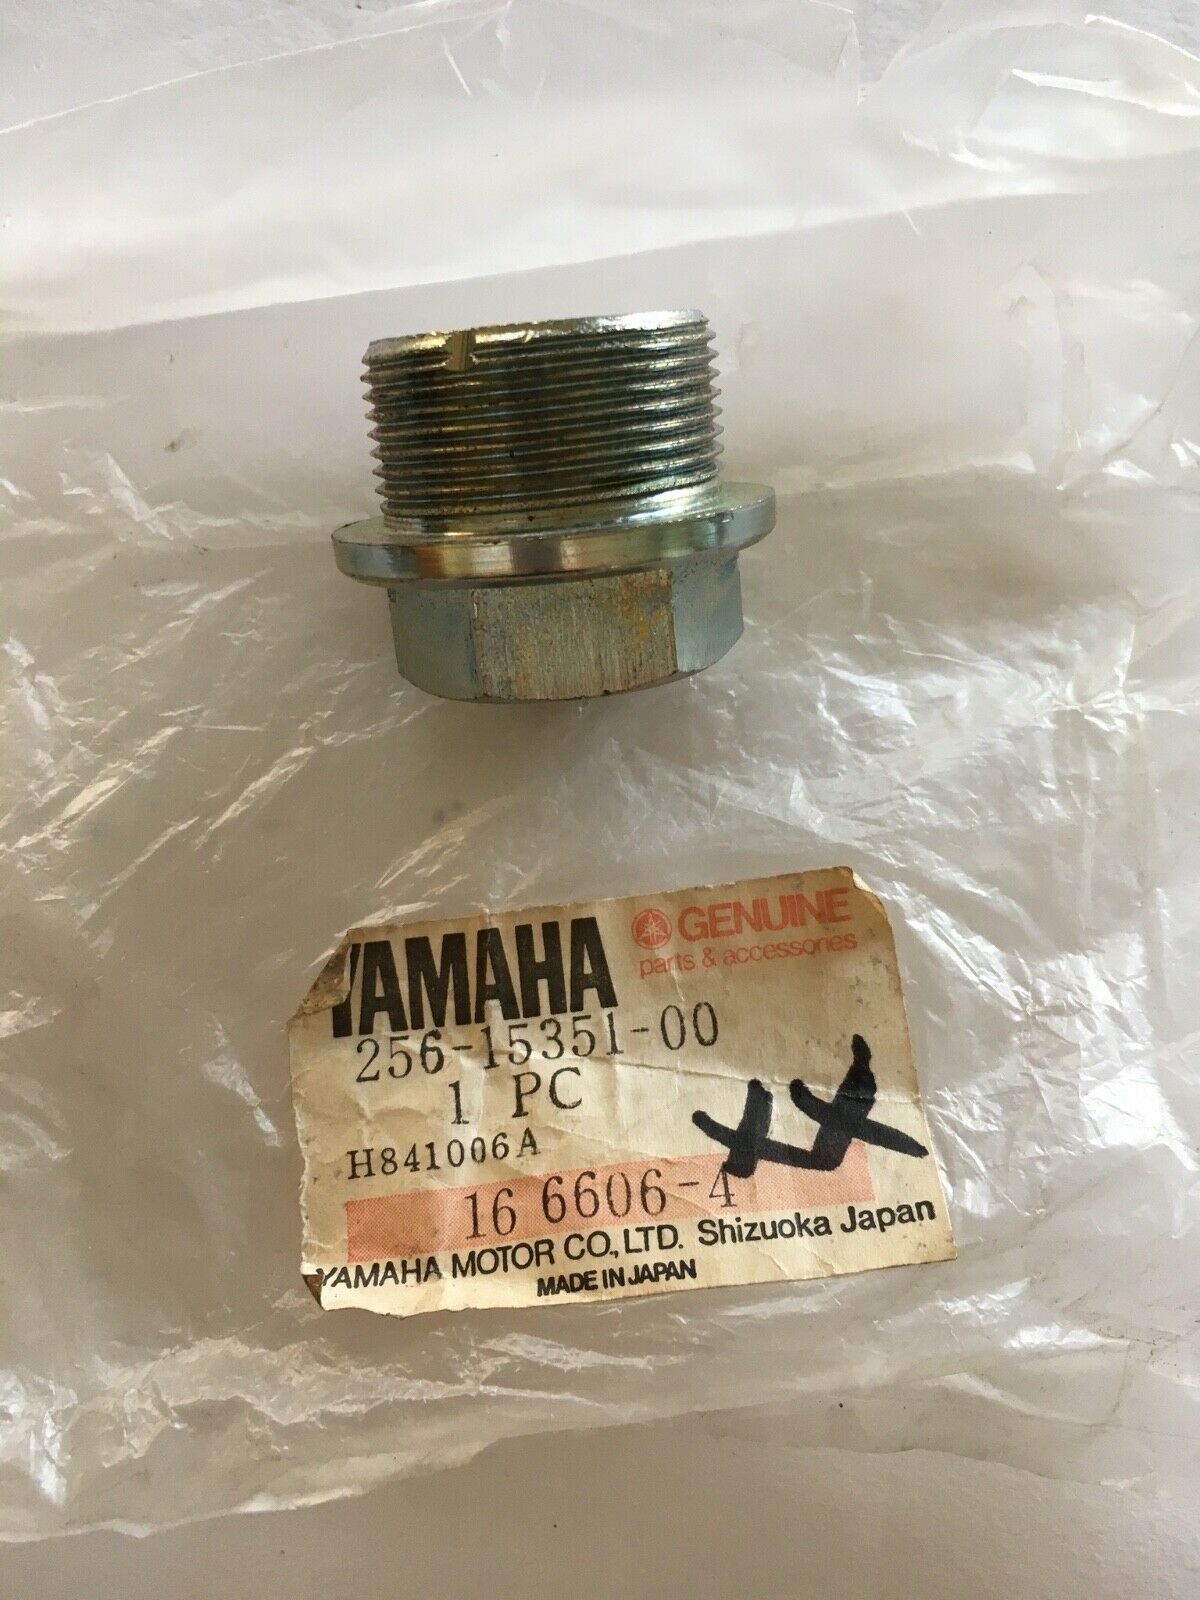 YAMAHA GENUINE
parts & accessories
256-15351-00
1 PC
H841006A
XX
16 6606-4
YAMAHA MOTOR CO., LTD. Shizuoka Japan
MADE IN JAPAN